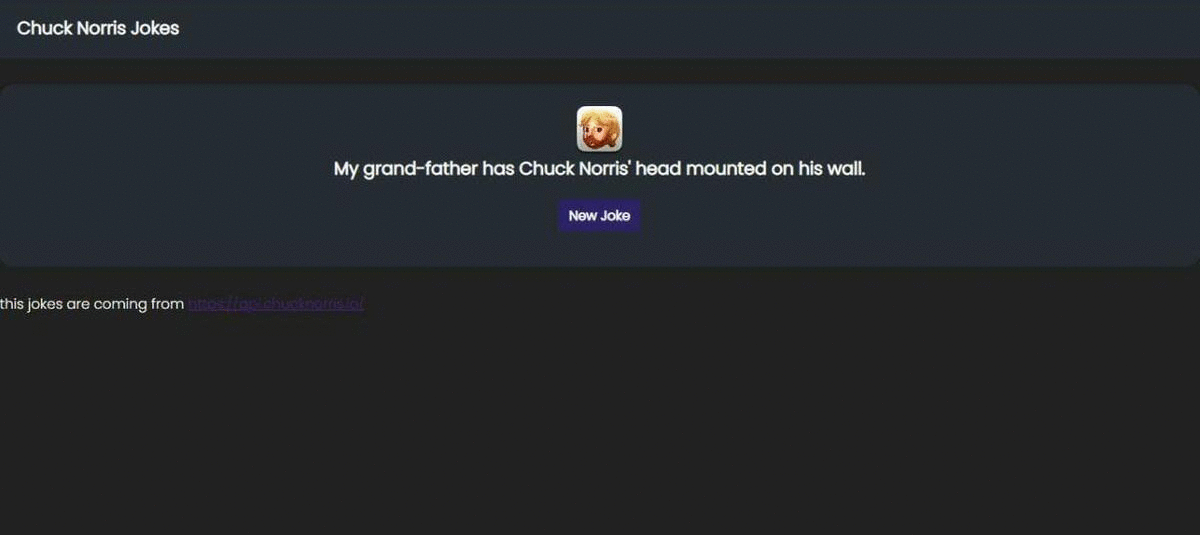 Chuck Norris Jokes
My grand-father has Chuck Norris' head mounted on his wall.
New Joke
this jokes are coming from https://api.chucknorris.io/